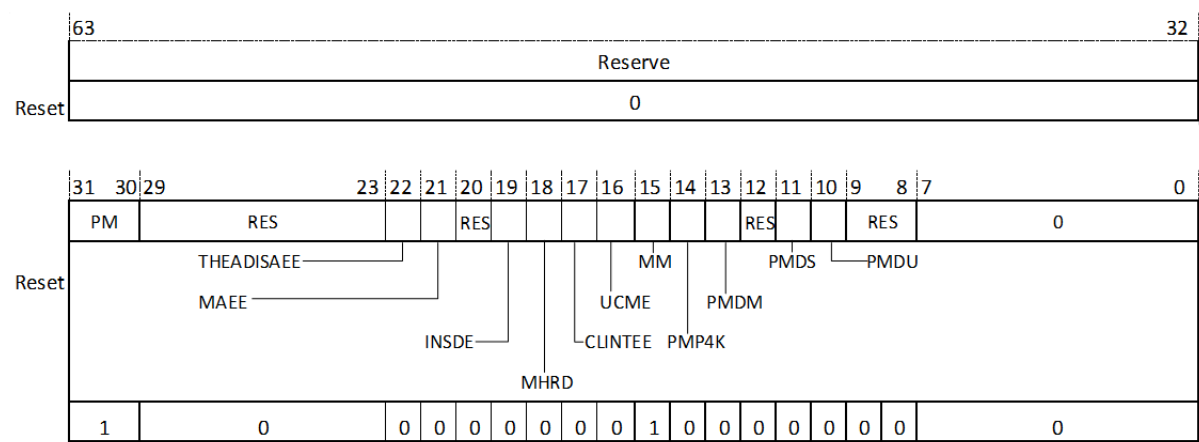 63 32
Reserve
Reset 0
31 30 29 23 22 21 20 19 18 17 16 15 14 13 12 11 10 9 8 7 0
PM RES RES RES RES 0
THEADISAEE MM PMDS PMDU
Reset
MAEE UCME PMDM
INSDE CLINTEE PMP4K
MHRD
1 0 0 0 0 0 0 0 0 1 0 0 0 0 0 0 0 0